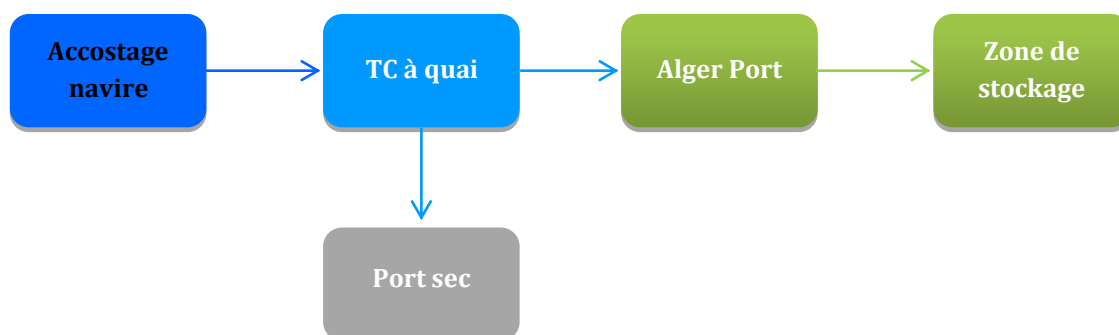 Accostage
navire
TC à quai
Alger Port
Zone de
stockage
Port sec